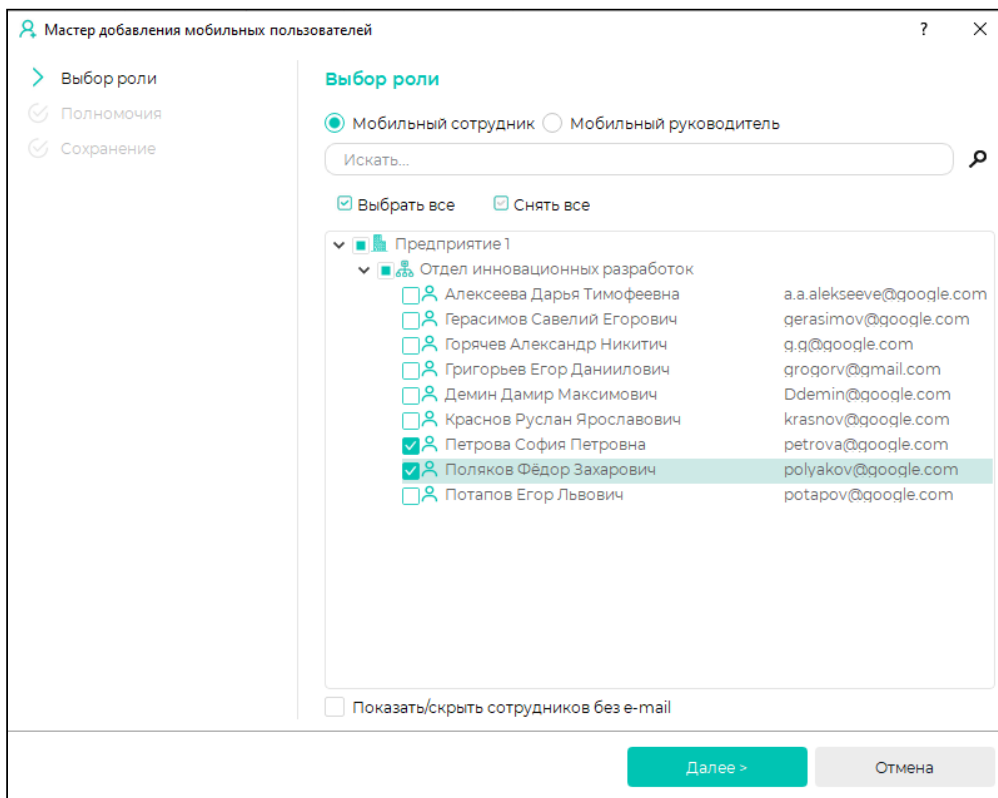 Мастер добавления мобильных пользователей ?
Выбор роли
Полномочия
Сохранение
Выбор роли
Мобильный сотрудник Мобильный руководитель
Искать...
Выбрать все Снять все
Предприятие 1
Отдел инновационных разработок
Алексеева Дарья Тимофеевна a.a.alekseeve@google.com
Герасимов Савелий Егорович gerasimov@google.com
Горячев Александр Никитич g.g@google.com
Григорьев Егор Даниилович grogorv@gmail.com
Демин Дамир Максимович Ddemin@google.com
Краснов Руслан Ярославович krasnov@google.com
Петрова София Петровна petrova@google.com
Поляков Фёдор Захарович polyakov@google.com
Потапов Егор Львович potapov@google.com
Показать/скрыть сотрудников без e-mail
Далее > Отмена